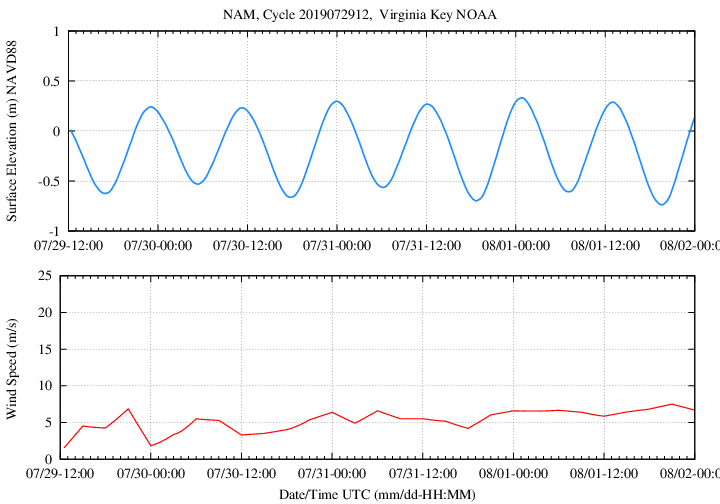 NAM, Cycle 2019072912,  Virginia Key NOAA
Surface Elevation (m) NAVD88
1
0.5
0
-0.5
-1
07/29-12:00 07/30-00:00 07/30-12:00 07/31-00:00 07/31-12:00 08/01-00:00 08/01-12:00 08/02-00:0
Wind Speed (m/s)
25
20
15
10
5
0
07/29-12:00 07/30-00:00 07/30-12:00 07/31-00:00 07/31-12:00 08/01-00:00 08/01-12:00 08/02-00:0
Date/Time UTC (mm/dd-HH:MM)